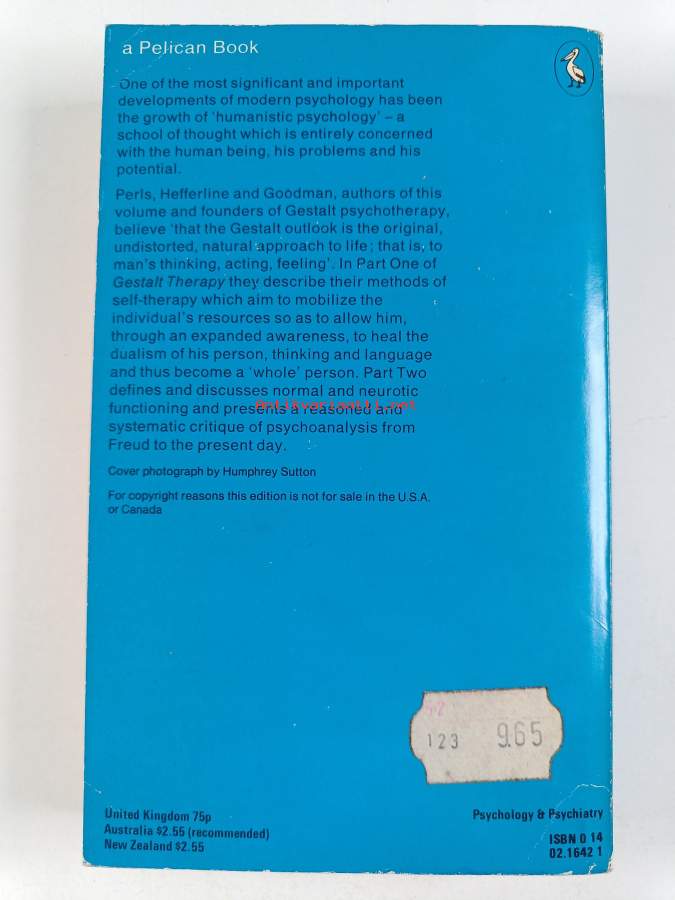 a Pelican Book
One of the most significant and important
developments of modern psychology has been
the growth of 'humanistic psychology' – a
school of thought which is entirely concerned
with the human being, his problems and his
potential.
Perls, Hefferline and Goodman, authors of this
volume and founders of Gestalt psychotherapy,
believe 'that the Gestalt outlook is the original,
undistorted, natural approach to life; that is, to
man's thinking, acting, feeling'. In Part One of
Gestalt Therapy they describe their methods of
self-therapy which aim to mobilize the
individual's resources so as to allow him,
through an expanded awareness, to heal the
dualism of his person, thinking and language
and thus become a 'whole' person. Part Two
defines and discusses normal and neurotic
functioning and presents a reasoned and
Antikvariaatti.net
systematic critique of psychoanalysis from
Freud to the present day.
Cover photograph by Humphrey Sutton
For copyright reasons this edition is not for sale in the U.S.A.
or Canada
123 9.65
United Kingdom 75p
Australia $2.55 (recommended)
New Zealand $2.55
Psychology & Psychiatry
ISBN 0 14
02.1642 1